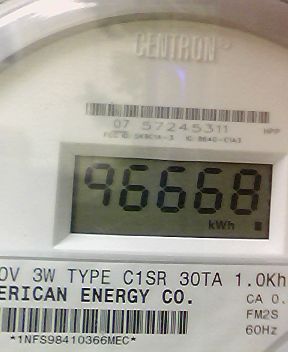 CENTRON
07 57245311 HPP
96668
kWh
0V 3W TYPE C1SR 30TA 1.0Kh
ERICAN ENERGY CO. CA 0.
FM2S
60Hz
*1NFS98410366MEC*